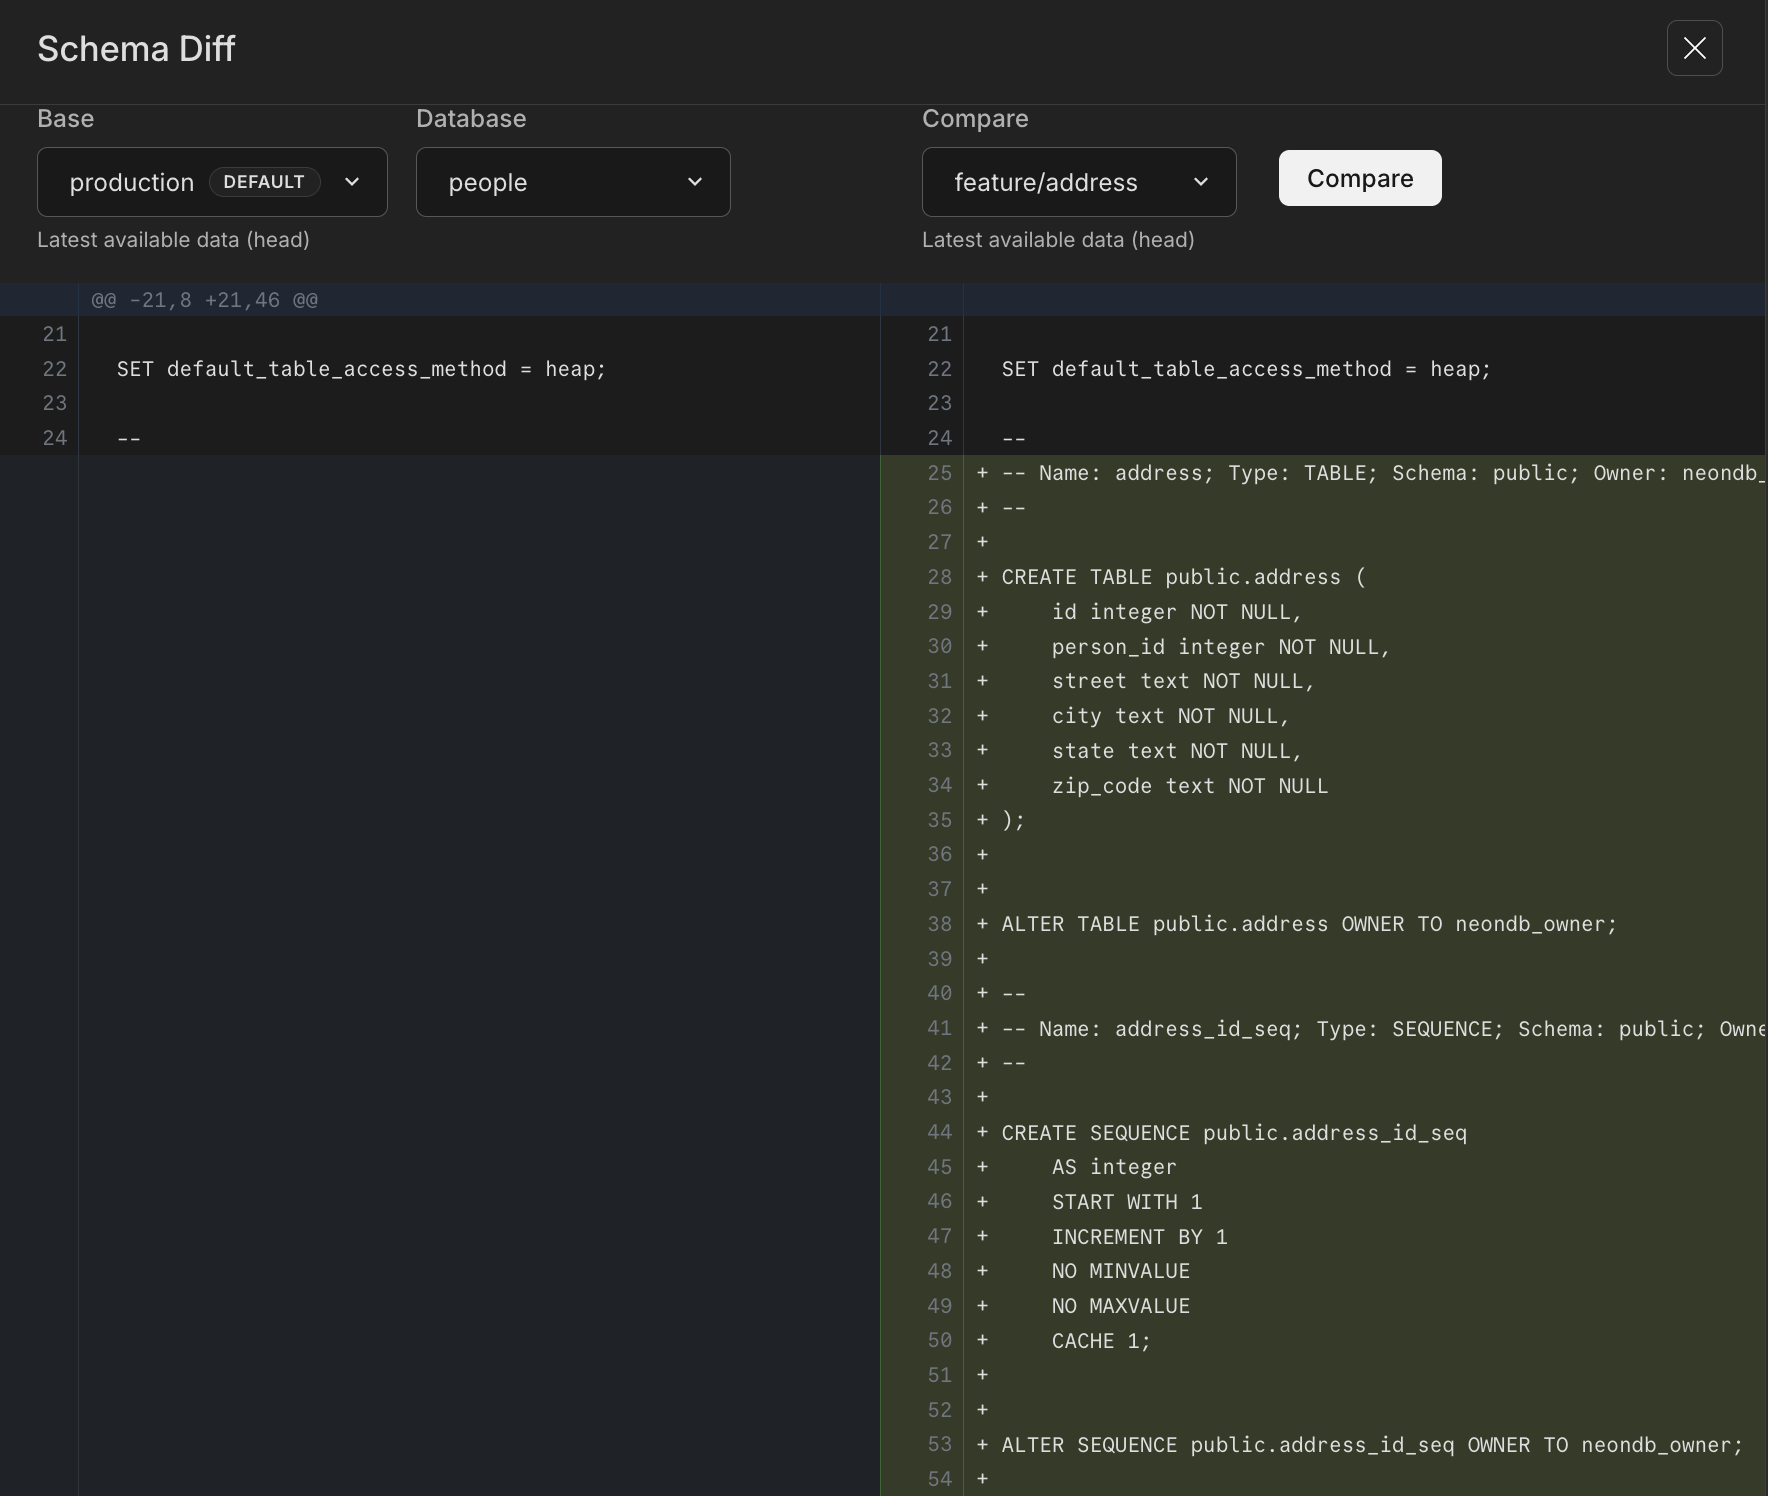 Schema Diff
Base
Database
Compare
production DEFAULT
people
feature/address
Compare
Latest available data (head)
Latest available data (head)
@@ -21,8 +21,46 @@
21
22 SET default_table_access_method = heap;
23
24 --
21
22 SET default_table_access_method = heap;
23
24 --
25 + -- Name: address; Type: TABLE; Schema: public; Owner: neondb_
26 + --
27 +
28 + CREATE TABLE public.address (
29 +     id integer NOT NULL,
30 +     person_id integer NOT NULL,
31 +     street text NOT NULL,
32 +     city text NOT NULL,
33 +     state text NOT NULL,
34 +     zip_code text NOT NULL
35 + );
36 +
37 +
38 + ALTER TABLE public.address OWNER TO neondb_owner;
39 +
40 + --
41 + -- Name: address_id_seq; Type: SEQUENCE; Schema: public; Owne
42 + --
43 +
44 + CREATE SEQUENCE public.address_id_seq
45 +     AS integer
46 +     START WITH 1
47 +     INCREMENT BY 1
48 +     NO MINVALUE
49 +     NO MAXVALUE
50 +     CACHE 1;
51 +
52 +
53 + ALTER SEQUENCE public.address_id_seq OWNER TO neondb_owner;
54 +